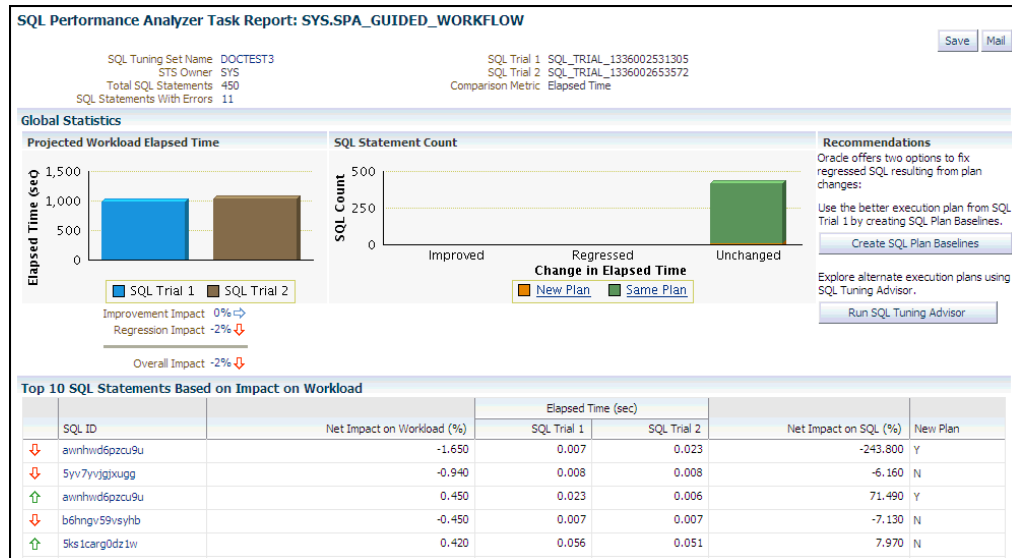 SQL Performance Analyzer Task Report: SYS.SPA_GUIDED_WORKFLOW
Save Mail
SQL Tuning Set Name DOCTEST3
STS Owner SYS
Total SQL Statements 450
SQL Statements With Errors 11
SQL Trial 1 SQL_TRIAL_1336002531305
SQL Trial 2 SQL_TRIAL_1336002653572
Comparison Metric Elapsed Time
Global Statistics
Projected Workload Elapsed Time
Elapsed Time (sec)
1,500
1,000
500
0
SQL Trial 1 SQL Trial 2
Improvement Impact 0%
Regression Impact -2%
Overall Impact -2%
SQL Statement Count
SQL Count
500
250
0
Improved Regressed Unchanged
Change in Elapsed Time
New Plan Same Plan
Recommendations
Oracle offers two options to fix
regressed SQL resulting from plan
changes:
Use the better execution plan from SQL
Trial 1 by creating SQL Plan Baselines.
Create SQL Plan Baselines
Explore alternate execution plans using
SQL Tuning Advisor.
Run SQL Tuning Advisor
Top 10 SQL Statements Based on Impact on Workload
Elapsed Time (sec)
SQL ID Net Impact on Workload (%) SQL Trial 1 SQL Trial 2 Net Impact on SQL (%) New Plan
awnhwd6pzcu9u -1.650 0.007 0.023 -243.800 Y
5yv7yvjgjxugg -0.940 0.008 0.008 -6.160 N
awnhwd6pzcu9u 0.450 0.023 0.006 71.490 Y
b6hngv59vsyhb -0.450 0.007 0.007 -7.130 N
5ks1carg0dz1w 0.420 0.056 0.051 7.970 N